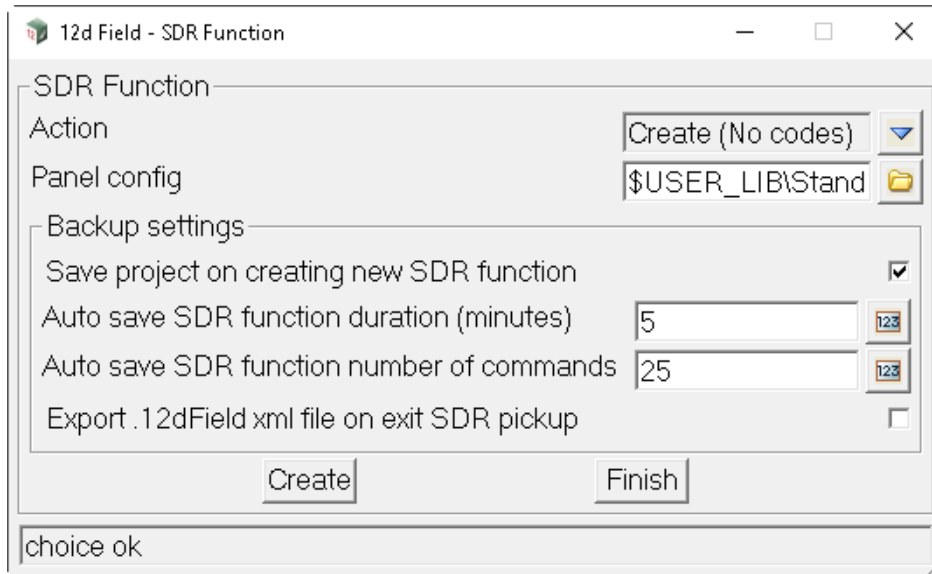 12d Field - SDR Function
SDR Function
Action Create (No codes)
Panel config $USER_LIB\Stand
Backup settings
Save project on creating new SDR function
Auto save SDR function duration (minutes) 5 123
Auto save SDR function number of commands 25 123
Export .12dField xml file on exit SDR pickup
Create Finish
choice ok